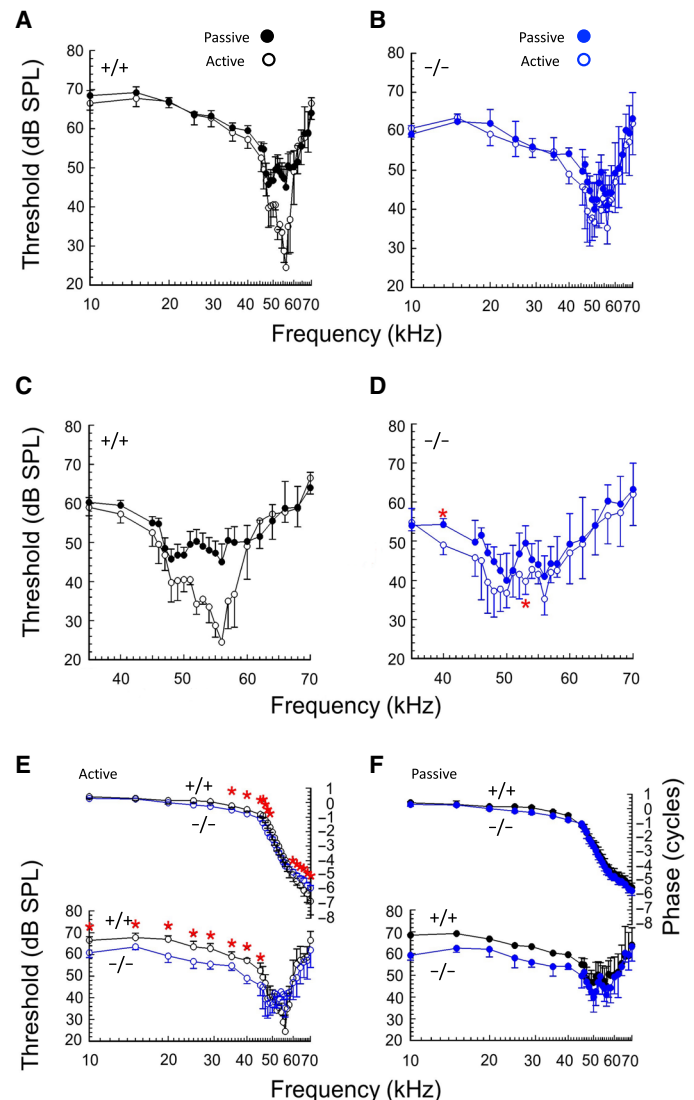 A
Passive
Active
+/+
80
70
60
50
40
30
20
10 20 30 40 50 60 70
Threshold (dB SPL)
Frequency (kHz)
B
Passive
Active
−/−
80
70
60
50
40
30
20
10 20 30 40 50 60 70
Frequency (kHz)
C
+/+
80
70
60
50
40
30
20
40 50 60 70
Threshold (dB SPL)
Frequency (kHz)
D
−/−
80
70
60
50
40
30
20
*
*
40 50 60 70
Frequency (kHz)
E
Active
+/+
−/−
* * * * * *
* * * * *
1
0
−1
−2
−3
−4
−5
−6
−7
−8
+/+
−/−
* * * * * * * *
80
70
60
50
40
30
20
10 20 30 40 50 60 70
Threshold (dB SPL)
Frequency (kHz)
F
Passive
+/+
−/−
1
0
−1
−2
−3
−4
−5
−6
−7
−8
Phase (cycles)
+/+
−/−
80
70
60
50
40
30
20
10 20 30 40 50 60 70
Frequency (kHz)